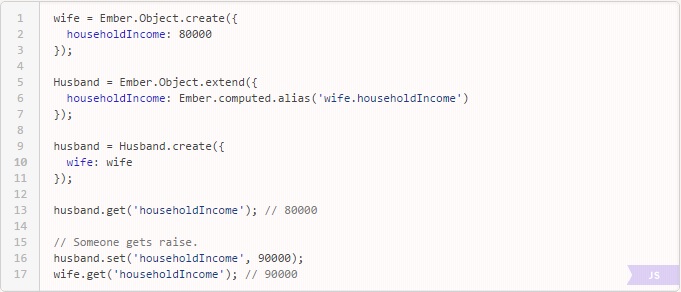 1 wife = Ember.Object.create({
2   householdIncome: 80000
3 });
4
5 Husband = Ember.Object.extend({
6   householdIncome: Ember.computed.alias('wife.householdIncome')
7 });
8
9 husband = Husband.create({
10   wife: wife
11 });
12
13 husband.get('householdIncome'); // 80000
14
15 // Someone gets raise.
16 husband.set('householdIncome', 90000);
17 wife.get('householdIncome'); // 90000
JS